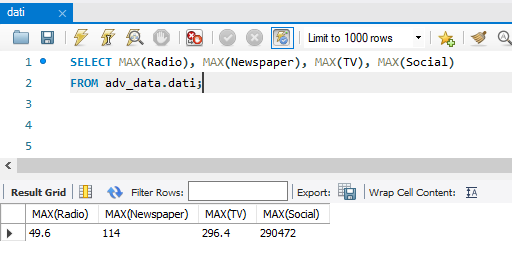 dati
Limit to 1000 rows
1 SELECT MAX(Radio), MAX(Newspaper), MAX(TV), MAX(Social)
2 FROM adv_data.dati;
3
4
5
Result Grid Filter Rows: Export: Wrap Cell Content:
MAX(Radio) MAX(Newspaper) MAX(TV) MAX(Social)
49.6 114 296.4 290472